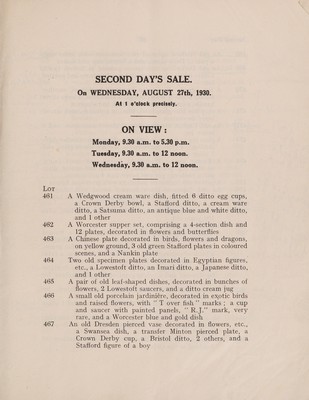 SECOND DAY'S SALE.
On WEDNESDAY, AUGUST 27th, 1930.
At 1 o'clock precisely.
ON VIEW :
Monday, 9.30 a.m. to 5.30 p.m.
Tuesday, 9.30 a.m. to 12 noon.
Wednesday, 9.30 a.m. to 12 noon.
LOT
461 A Wedgwood cream ware dish, fitted 6 ditto egg cups,
a Crown Derby bowl, a Stafford ditto, a cream ware
ditto, a Satsuma ditto, an antique blue and white ditto,
and 1 other
462 A Worcester supper set, comprising a 4-section dish and
12 plates, decorated in flowers and butterflies
463 A Chinese plate decorated in birds, flowers and dragons,
on yellow ground, 3 old green Stafford plates in coloured
scenes, and a Nankin plate
464 Two old specimen plates decorated in Egyptian figures,
etc., a Lowestoft ditto, an Imari ditto, a Japanese ditto,
and 1 other
465 A pair of old leaf-shaped dishes, decorated in bunches of
flowers, 2 Lowestoft saucers, and a ditto cream jug
466 A small old porcelain jardinière, decorated in exotic birds
and raised flowers, with " T over fish " marks ; a cup
and saucer with painted panels, " R.J." mark, very
rare, and a Worcester blue and gold dish
467 An old Dresden pierced vase decorated in flowers, etc.,
a Swansea dish, a transfer Minton pierced plate, a
Crown Derby cup, a Bristol ditto, 2 others, and a
Stafford figure of a boy